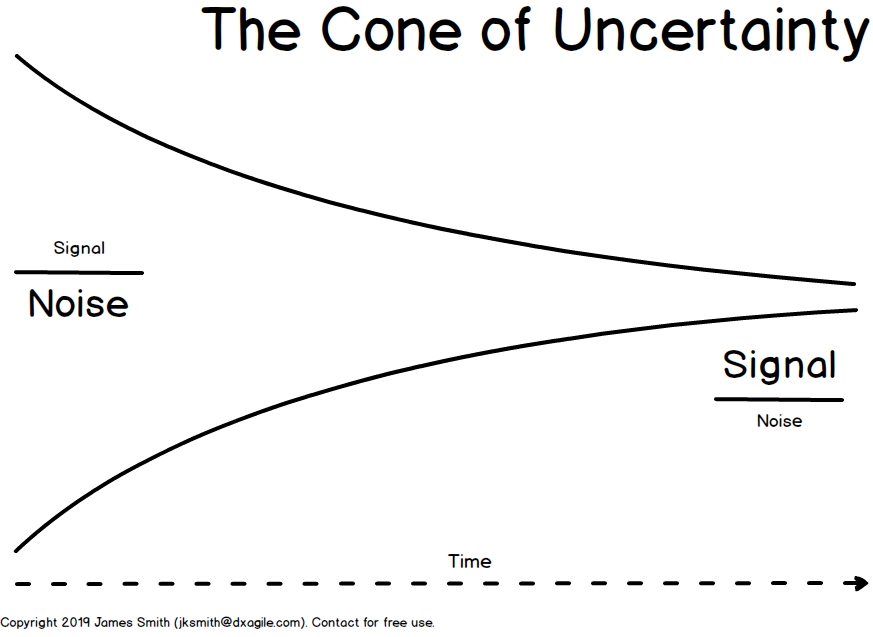 The Cone of Uncertainty
Signal
Noise
Signal
Noise
Time
Copyright 2019 James Smith (jksmith@dxagile.com). Contact for free use.